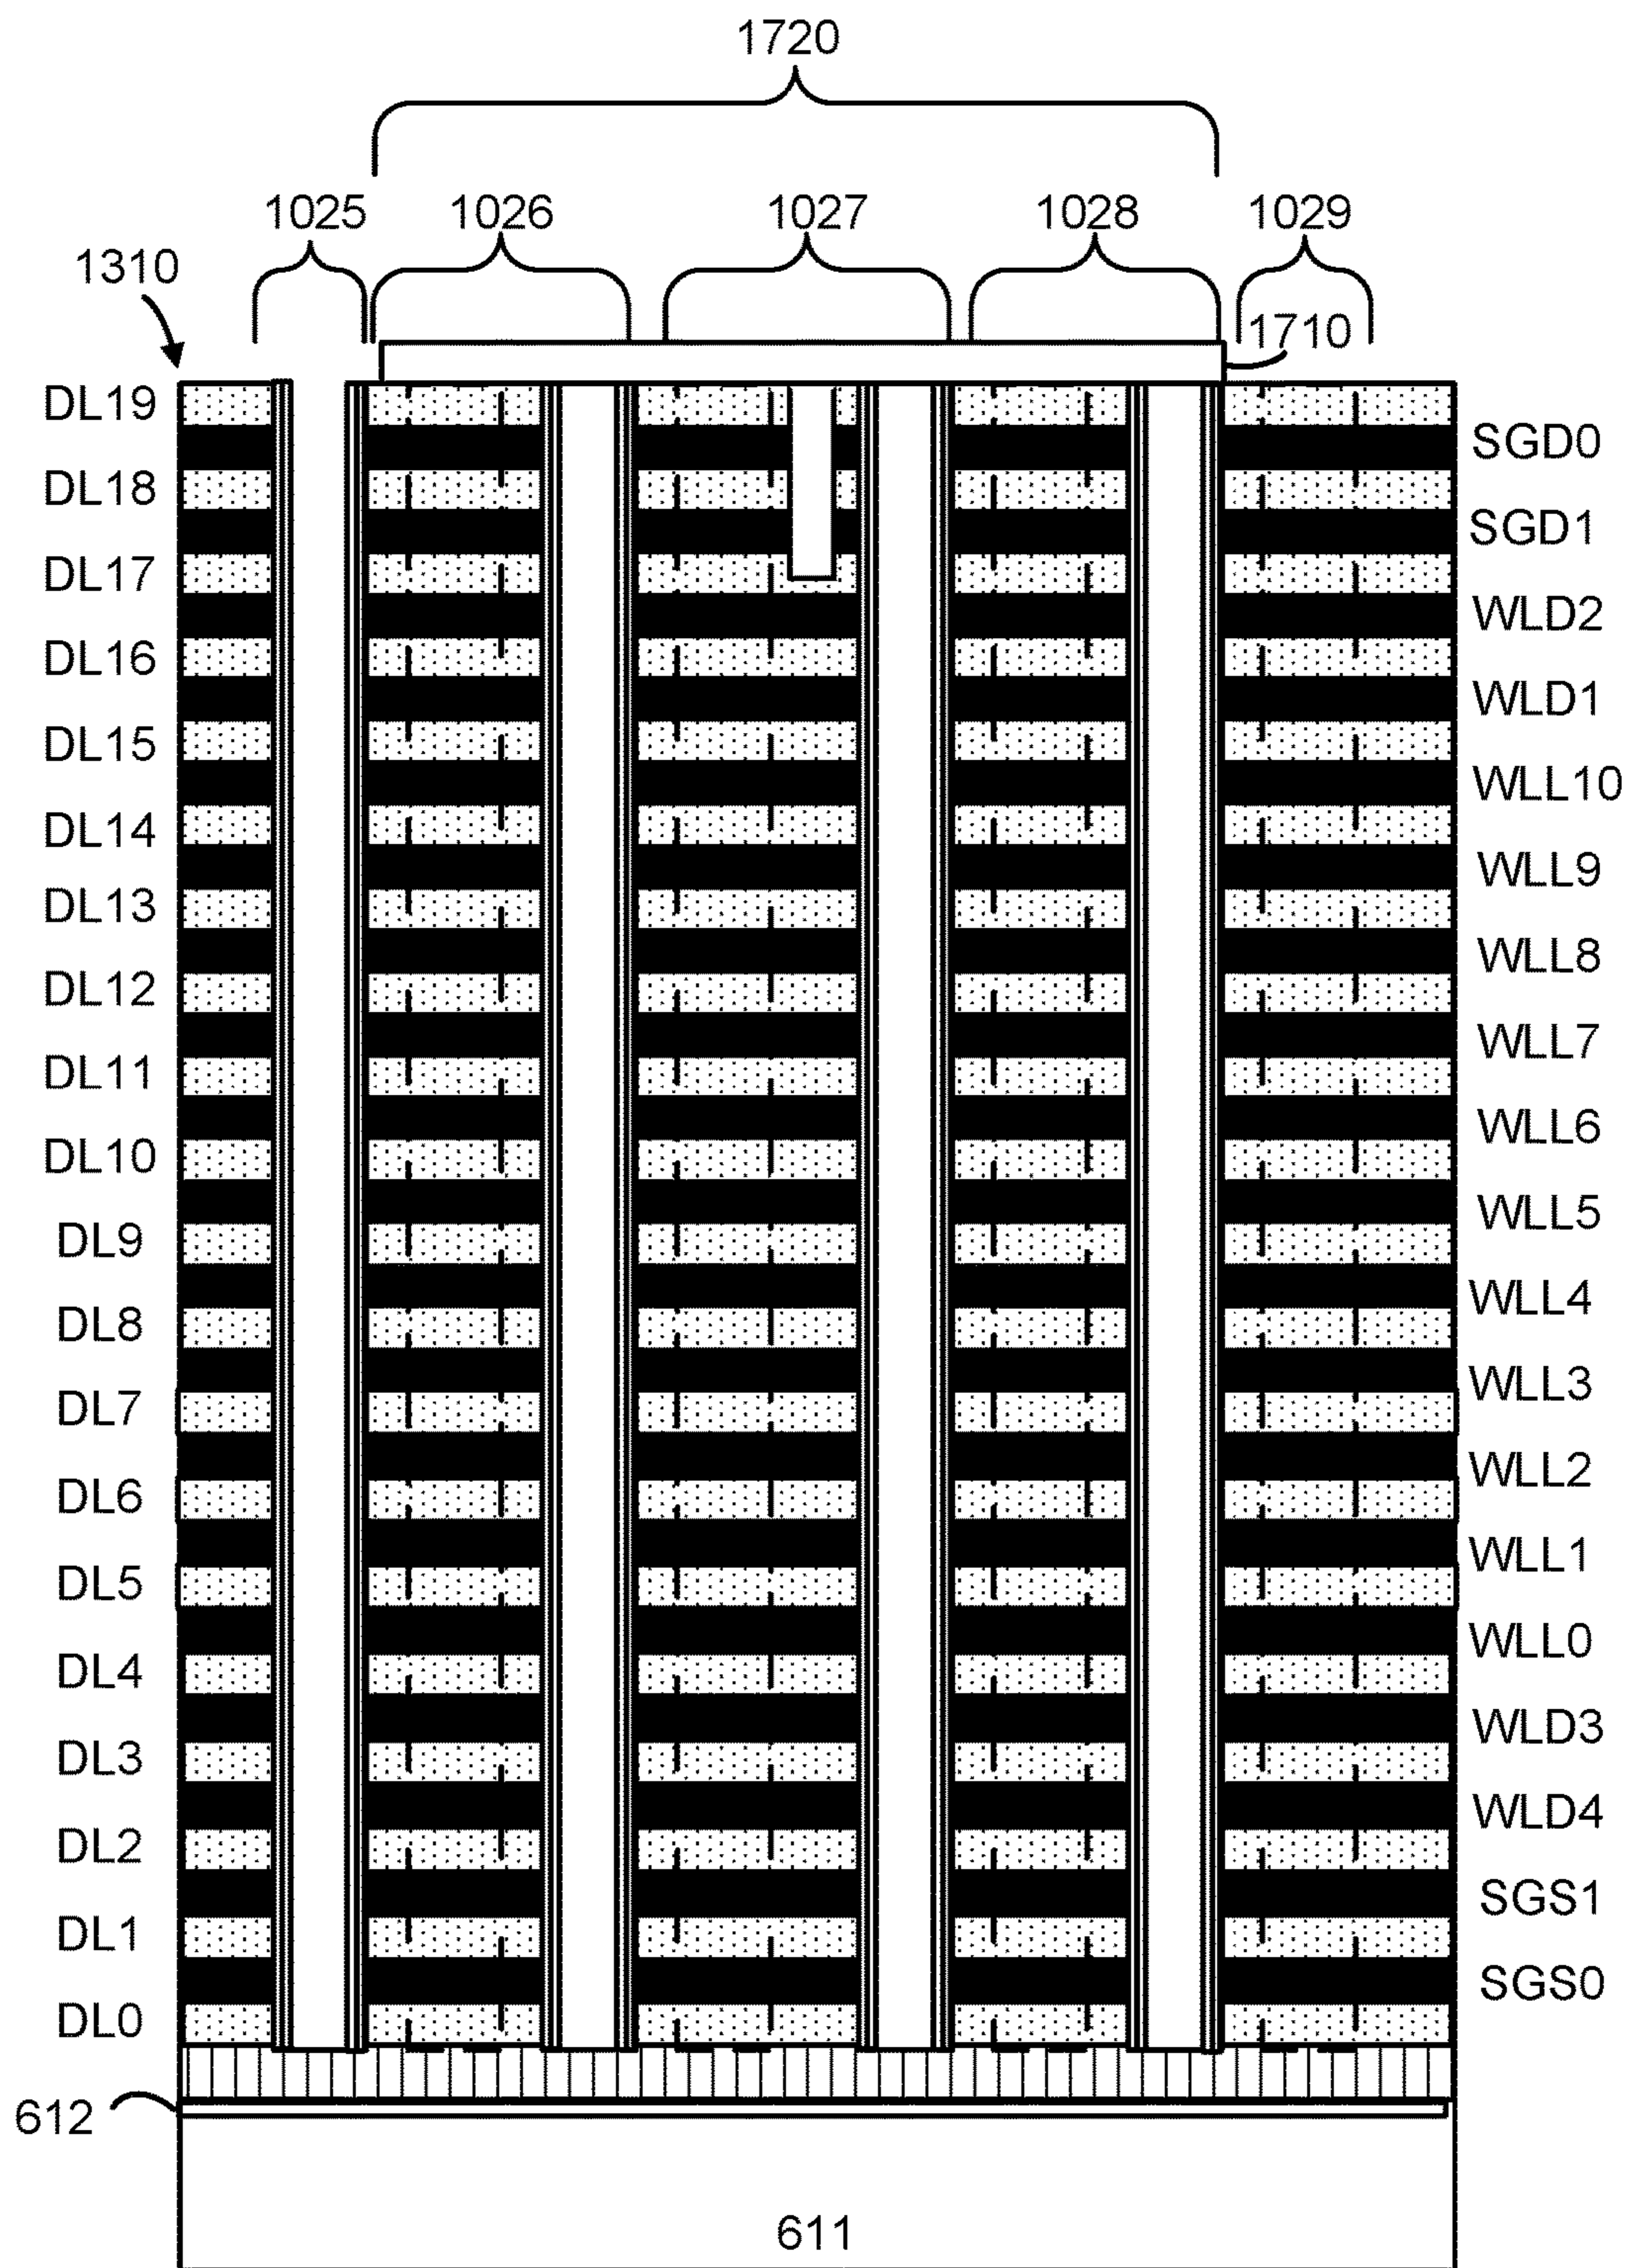 1720
1025 1026 1027 1028 1029
1310
1710
DL19
SGD0
DL18
SGD1
DL17
WLD2
DL16
WLD1
DL15
WLL10
DL14
WLL9
DL13
WLL8
DL12
WLL7
DL11
WLL6
DL10
WLL5
DL9
WLL4
DL8
WLL3
DL7
WLL2
DL6
WLL1
DL5
WLL0
DL4
WLD3
DL3
WLD4
DL2
SGS1
DL1
SGS0
DL0
612
611